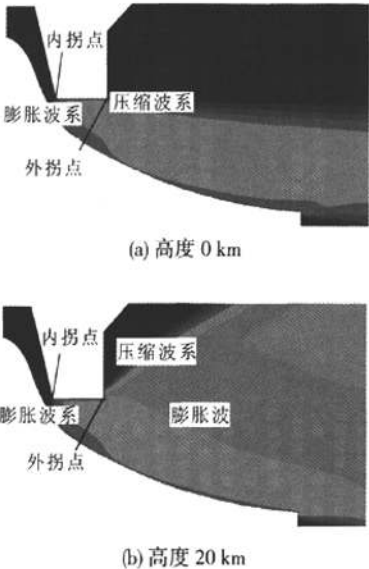 内拐点
压缩波系
膨胀波系
外拐点
(a) 高度 0 km
内拐点
压缩波系
膨胀波系
膨胀波
外拐点
(b) 高度 20 km